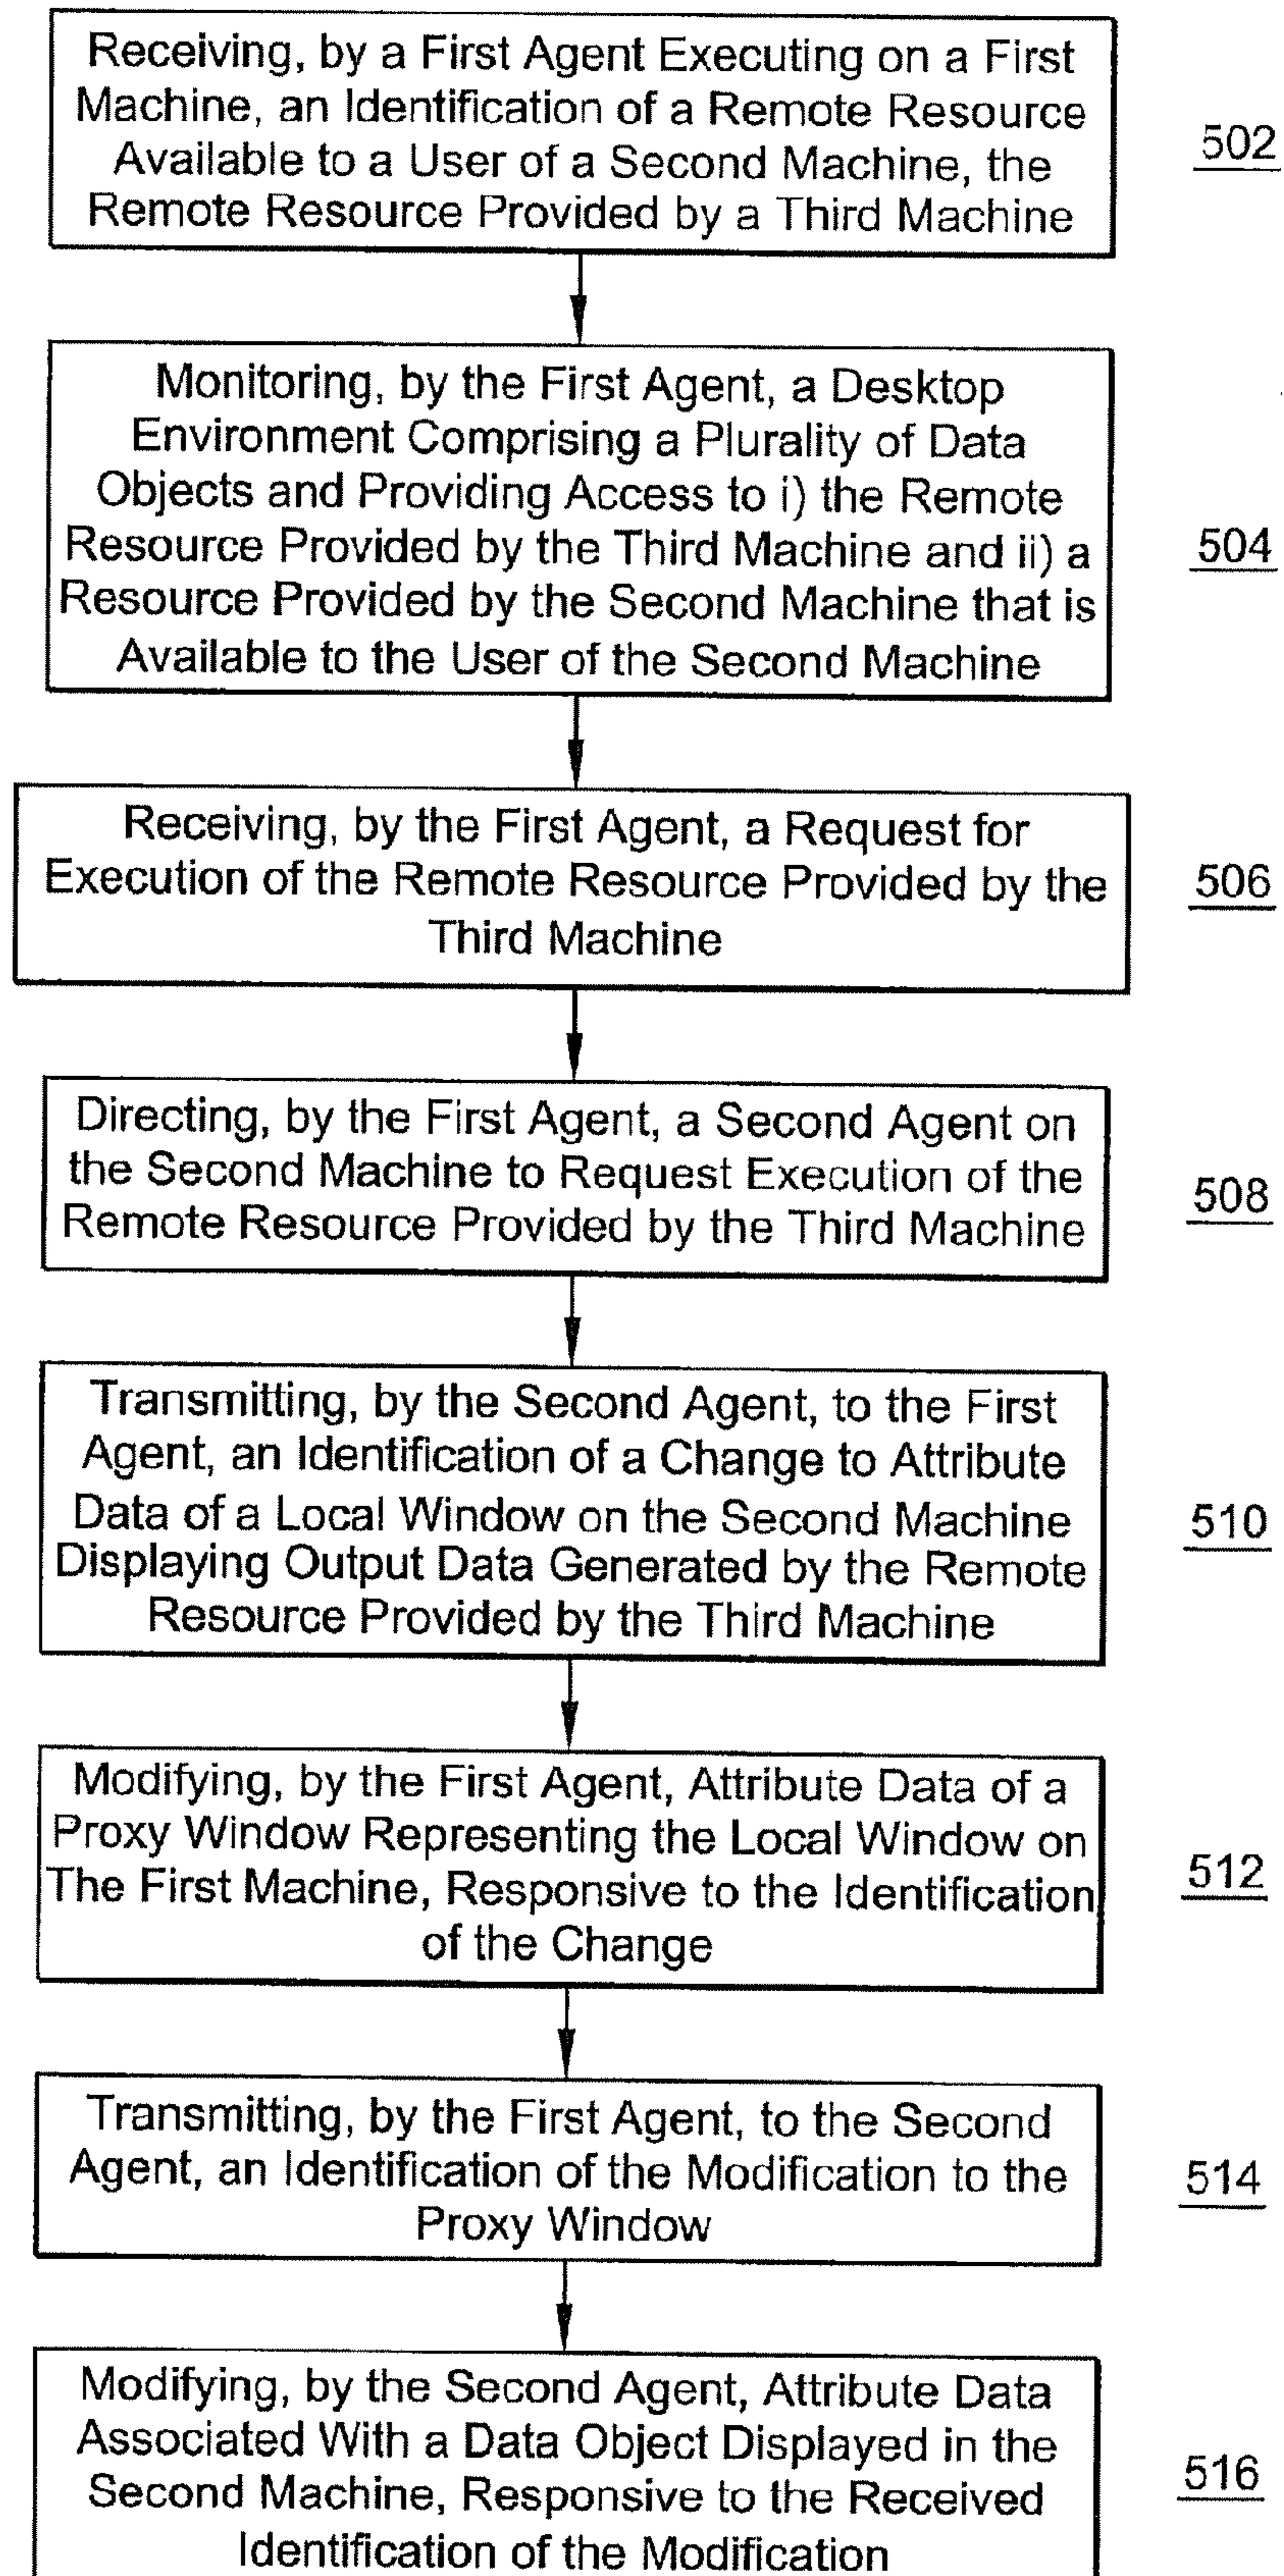 Receiving, by a First Agent Executing on a First
Machine, an Identification of a Remote Resource
Available to a User of a Second Machine, the
Remote Resource Provided by a Third Machine
502
Monitoring, by the First Agent, a Desktop
Environment Comprising a Plurality of Data
Objects and Providing Access to i) the Remote
Resource Provided by the Third Machine and ii) a
Resource Provided by the Second Machine that is
Available to the User of the Second Machine
504
Receiving, by the First Agent, a Request for
Execution of the Remote Resource Provided by the
Third Machine
506
Directing, by the First Agent, a Second Agent on
the Second Machine to Request Execution of the
Remote Resource Provided by the Third Machine
508
Transmitting, by the Second Agent, to the First
Agent, an Identification of a Change to Attribute
Data of a Local Window on the Second Machine
Displaying Output Data Generated by the Remote
Resource Provided by the Third Machine
510
Modifying, by the First Agent, Attribute Data of a
Proxy Window Representing the Local Window on
The First Machine, Responsive to the Identification
of the Change
512
Transmitting, by the First Agent, to the Second
Agent, an Identification of the Modification to the
Proxy Window
514
Modifying, by the Second Agent, Attribute Data
Associated With a Data Object Displayed in the
Second Machine, Responsive to the Received
Identification of the Modification
516